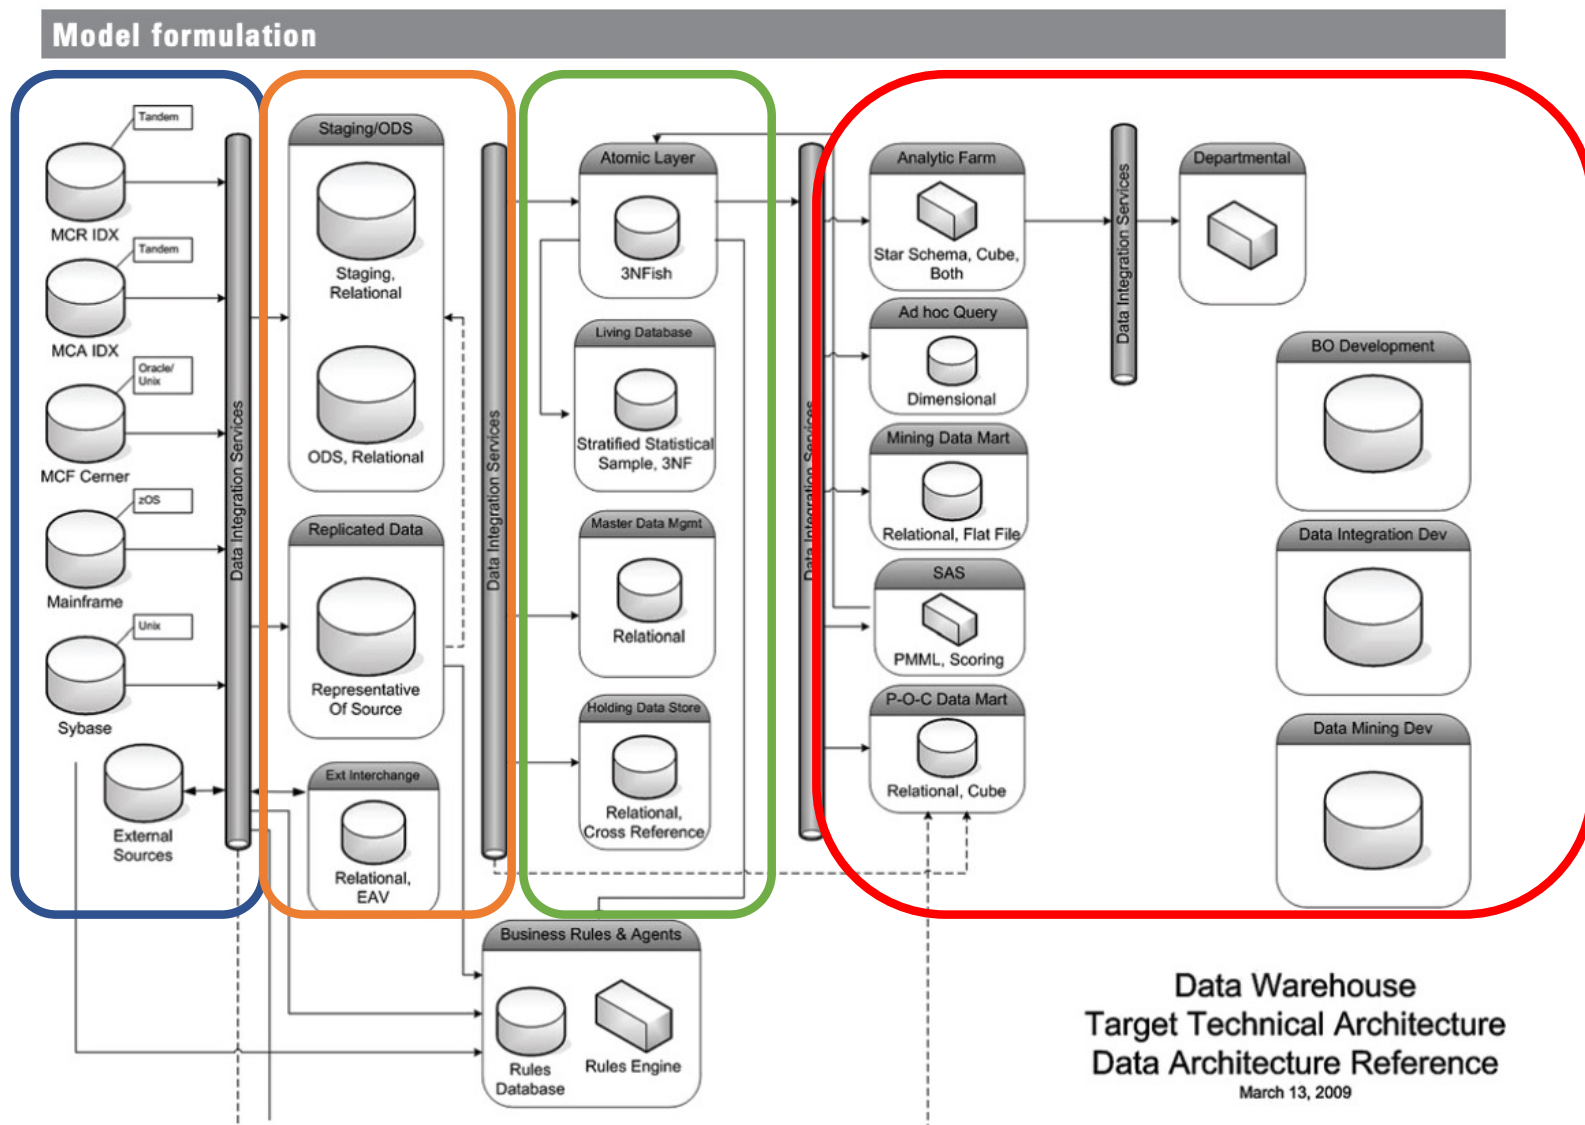 Model formulation
Tandem
MCR IDX
Tandem
MCA IDX
Oracle/
Unix
MCF Cerner
zOS
Mainframe
Unix
Sybase
External
Sources
Data Integration Services
Staging/ODS
Staging,
Relational
ODS, Relational
Replicated Data
Representative
Of Source
Ext Interchange
Relational,
EAV
Data Integration Services
Atomic Layer
3NFish
Living Database
Stratified Statistical
Sample, 3NF
Master Data Mgmt
Relational
Holding Data Store
Relational,
Cross Reference
Business Rules & Agents
Rules
Database
Rules Engine
Data Integration Services
Analytic Farm
Star Schema, Cube,
Both
Ad hoc Query
Dimensional
Mining Data Mart
Relational, Flat File
SAS
PMML, Scoring
P-O-C Data Mart
Relational, Cube
Data Integration Services
Departmental
BO Development
Data Integration Dev
Data Mining Dev
Data Warehouse
Target Technical Architecture
Data Architecture Reference
March 13, 2009